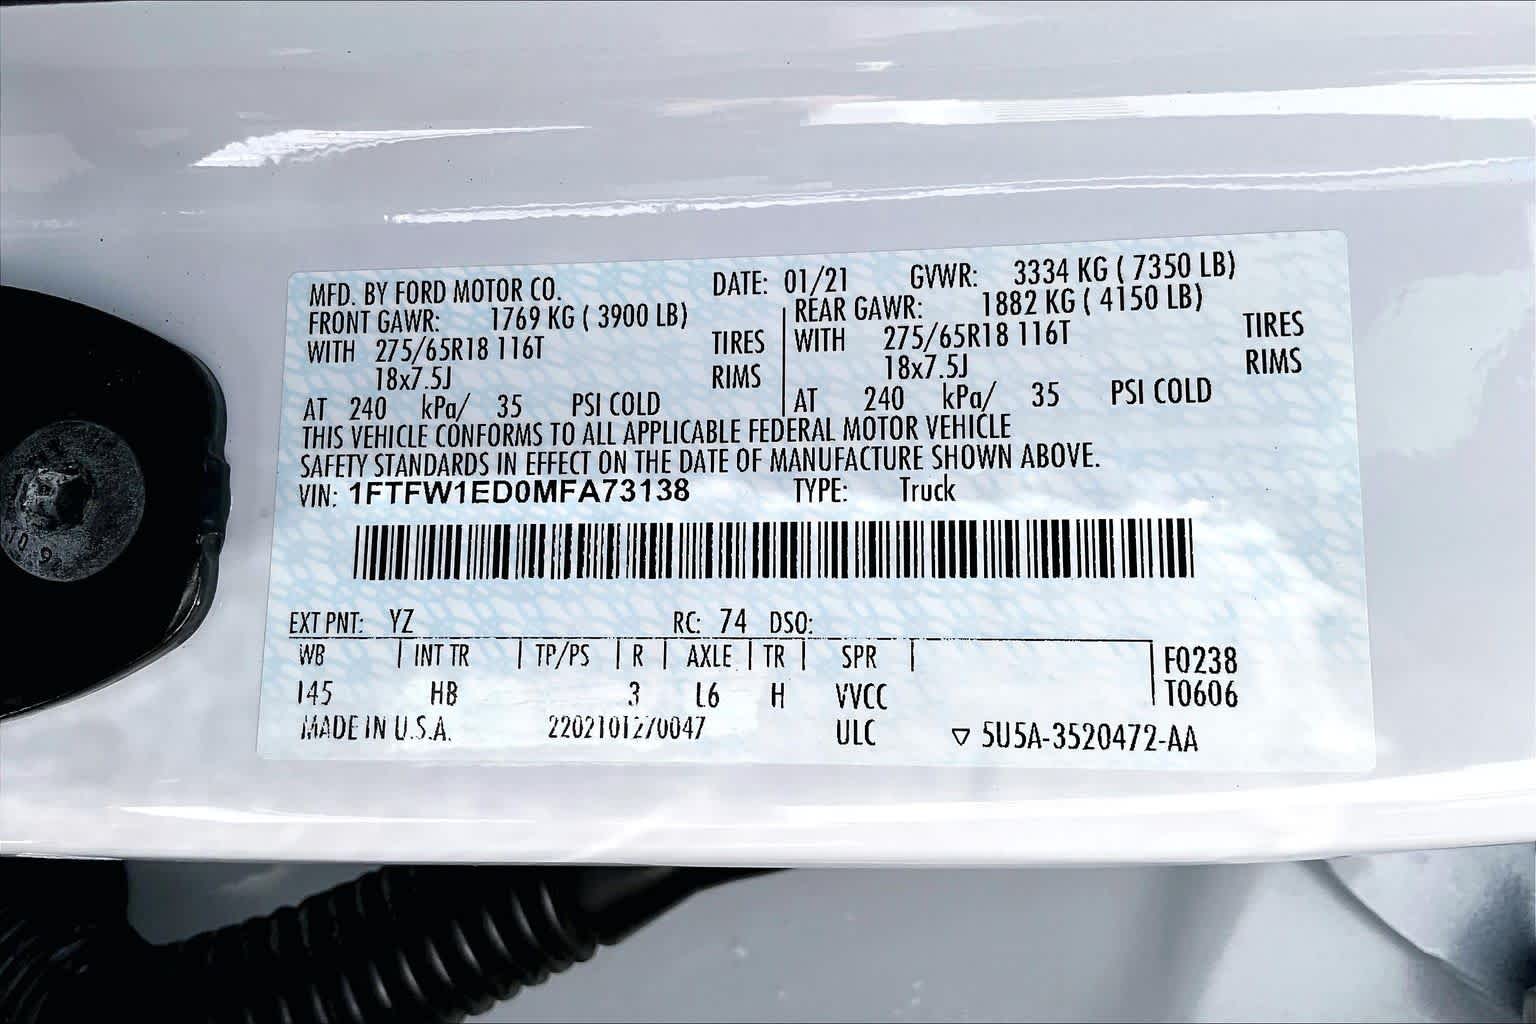 MFD. BY FORD MOTOR CO. DATE: 01/21 GVWR: 3334 KG ( 7350 LB)
FRONT GAWR: 1769 KG ( 3900 LB) REAR GAWR: 1882 KG ( 4150 LB)
WITH 275/65R18 116T TIRES WITH 275/65R18 116T TIRES
18x7.5J RIMS 18x7.5J RIMS
AT 240 kPa/ 35 PSI COLD AT 240 kPa/ 35 PSI COLD
THIS VEHICLE CONFORMS TO ALL APPLICABLE FEDERAL MOTOR VEHICLE
SAFETY STANDARDS IN EFFECT ON THE DATE OF MANUFACTURE SHOWN ABOVE.
VIN: 1FTFW1ED0MFA73138 TYPE: Truck
EXT PNT: YZ RC: 74 DSO:
WB INT TR TP/PS R AXLE TR SPR F0238
145 HB 3 L6 H VVCC T0606
MADE IN U.S.A. 2202101270047 ULC ▽ 5U5A-3520472-AA
10.9